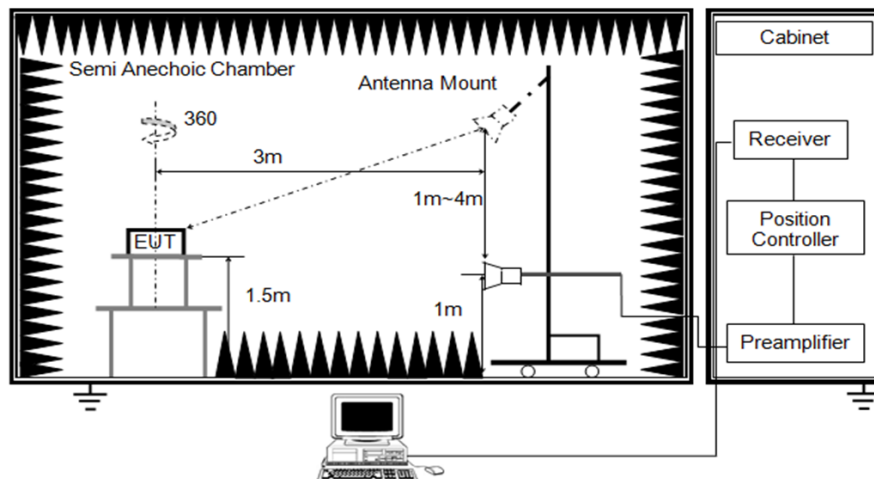 Cabinet
Semi Anechoic Chamber
Antenna Mount
360
3m
Receiver
1m~4m
EUT
Position
Controller
1.5m
1m
Preamplifier